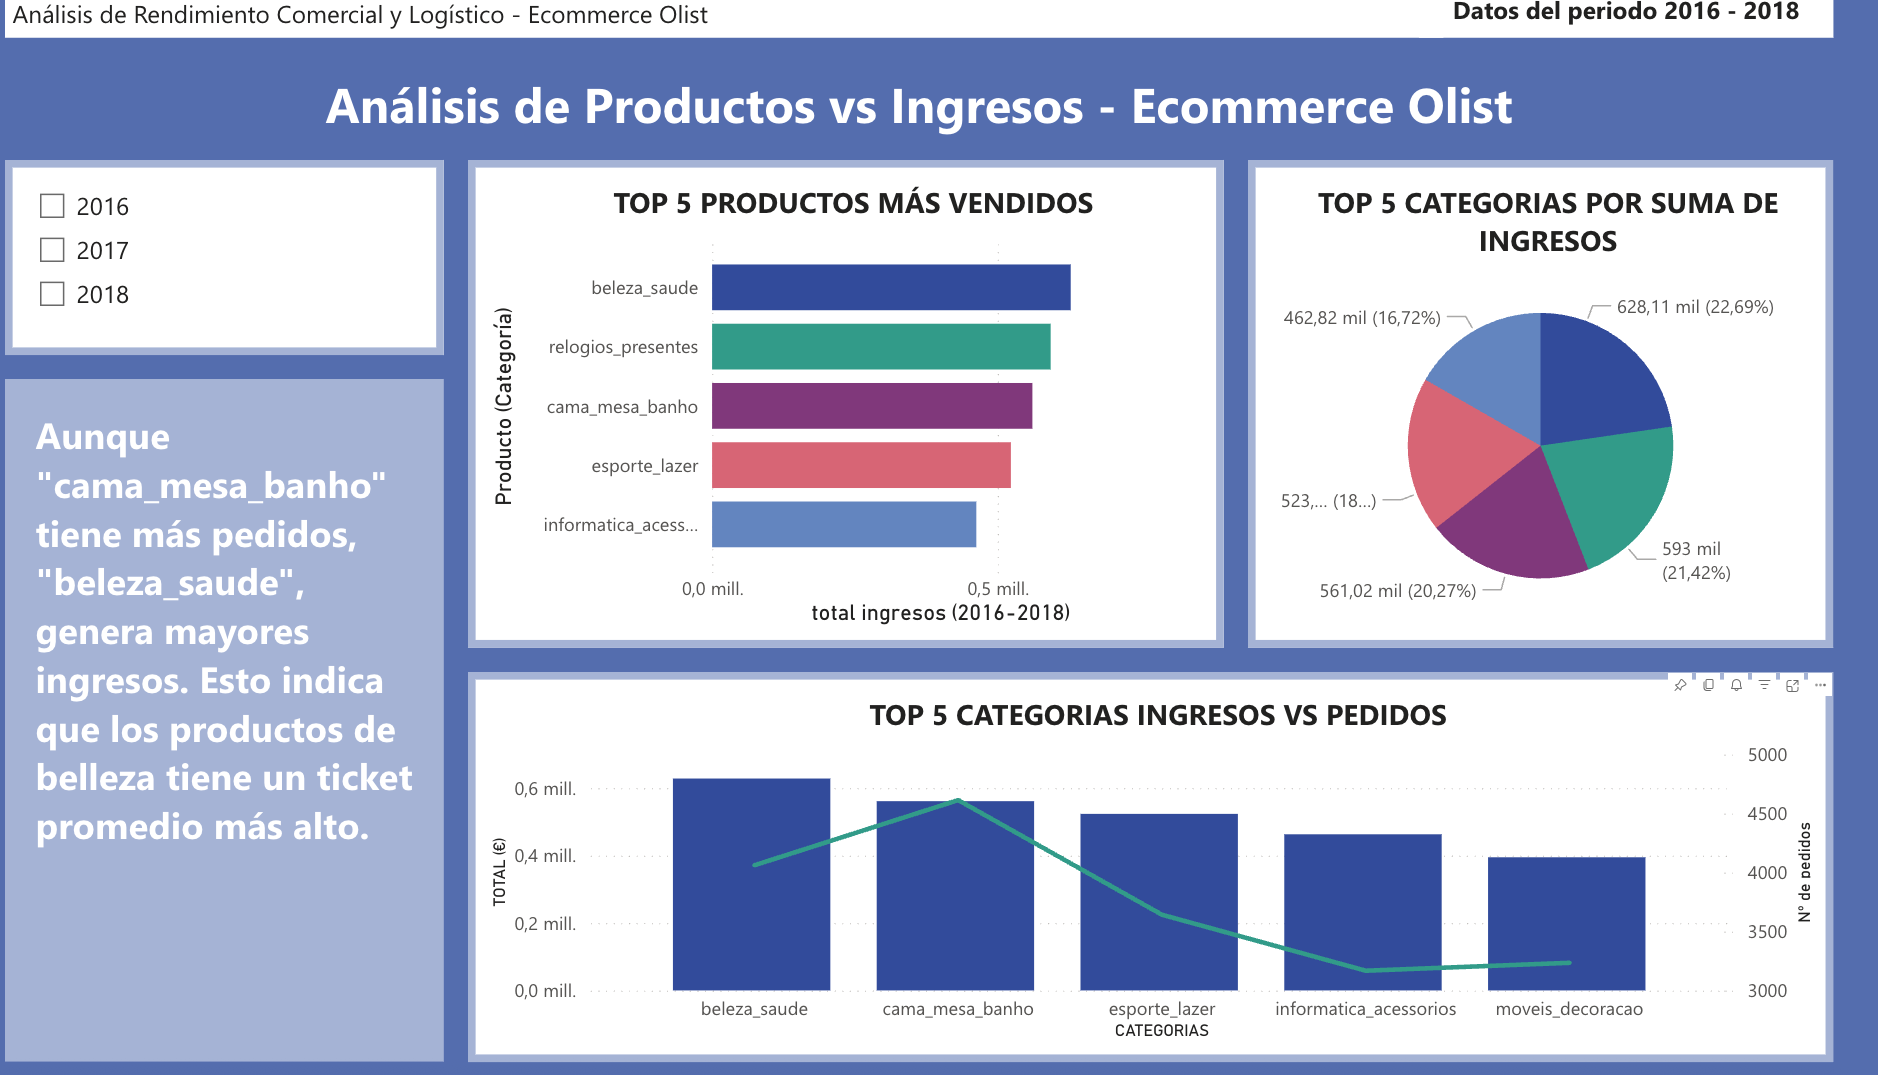 Análisis de Rendimiento Comercial y Logístico - Ecommerce Olist
Datos del periodo 2016 - 2018
Análisis de Productos vs Ingresos - Ecommerce Olist
2016
2017
2018
Aunque
"cama_mesa_banho"
tiene más pedidos,
"beleza_saude",
genera mayores
ingresos. Esto indica
que los productos de
belleza tiene un ticket
promedio más alto.
TOP 5 PRODUCTOS MÁS VENDIDOS
Producto (Categoría)
beleza_saude
relogios_presentes
cama_mesa_banho
esporte_lazer
informatica_acess...
0,0 mill.
0,5 mill.
total ingresos (2016-2018)
TOP 5 CATEGORIAS POR SUMA DE
INGRESOS
462,82 mil (16,72%)
628,11 mil (22,69%)
523,... (18...)
593 mil
(21,42%)
561,02 mil (20,27%)
TOP 5 CATEGORIAS INGRESOS VS PEDIDOS
TOTAL (€)
0,6 mill.
0,4 mill.
0,2 mill.
0,0 mill.
5000
4500
4000
3500
3000
N° de pedidos
beleza_saude
cama_mesa_banho
esporte_lazer
informatica_acessorios
moveis_decoracao
CATEGORIAS